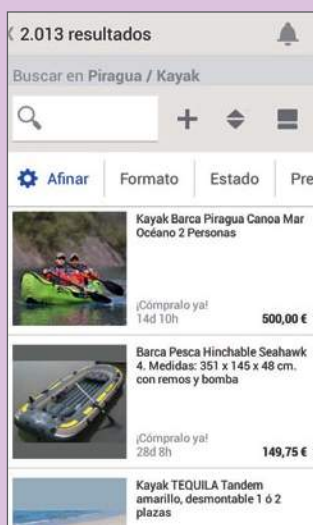 2.013 resultados
Buscar en Piragua / Kayak
Afinar
Formato
Estado
Pre
Kayak Barca Piragua Canoa Mar
Océano 2 Personas
¡Cómpralo ya!
14d 10h
500,00 €
Barca Pesca Hinchable Seahawk
4. Medidas: 351 x 145 x 48 cm.
con remos y bomba
¡Cómpralo ya!
28d 8h
149,75 €
Kayak TEQUILA Tandem
amarillo, desmontable 1 ó 2
plazas